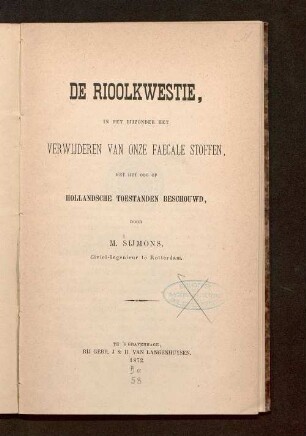 DE RIOOLKWESTIE,
IN HET BIJZONDER HET
VERWIJDEREN VAN ONZE FAECALE STOFFEN,
MET HET OOG OP
HOLLANDSCHE TOESTANDEN BESCHOUWD,
DOOR
M. SIJMONS,
Civiel-Ingenieur te Rotterdam.
TE 'S GRAVENHAGE,
BIJ GEBR. J & H. VAN LANGENHUYSEN.
1872